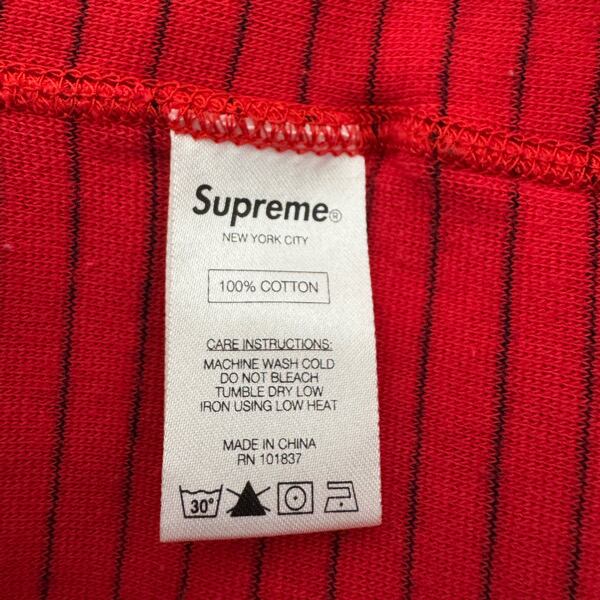 Supreme®
NEW YORK CITY
100% COTTON
CARE INSTRUCTIONS:
MACHINE WASH COLD
DO NOT BLEACH
TUMBLE DRY LOW
IRON USING LOW HEAT
MADE IN CHINA
RN 101837
30°